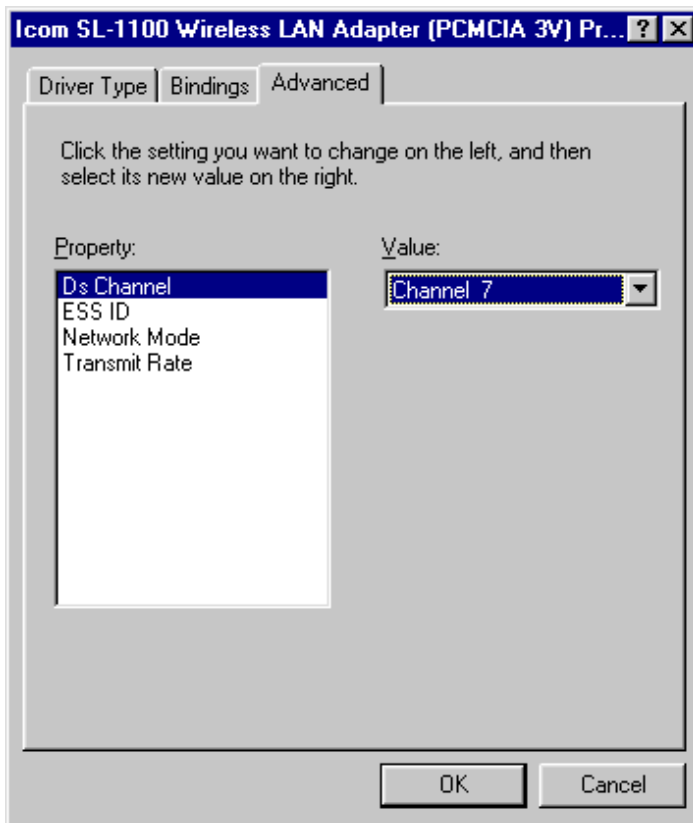 Icom SL-1100 Wireless LAN Adapter (PCMCIA 3V) Pr...
Driver Type Bindings Advanced
Click the setting you want to change on the left, and then
select its new value on the right.
Property:
Ds Channel
ESS ID
Network Mode
Transmit Rate
Value:
Channel 7
OK Cancel